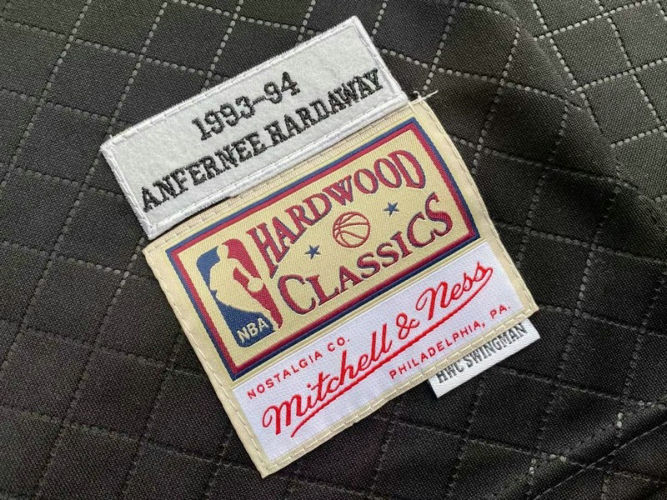 1993-94
ANFERNEE HARDAWAY
HARDWOOD
CLASSICS
NBA
NOSTALGIA CO.
Mitchell & Ness
PHILADELPHIA, PA.
HWC SWINGMAN